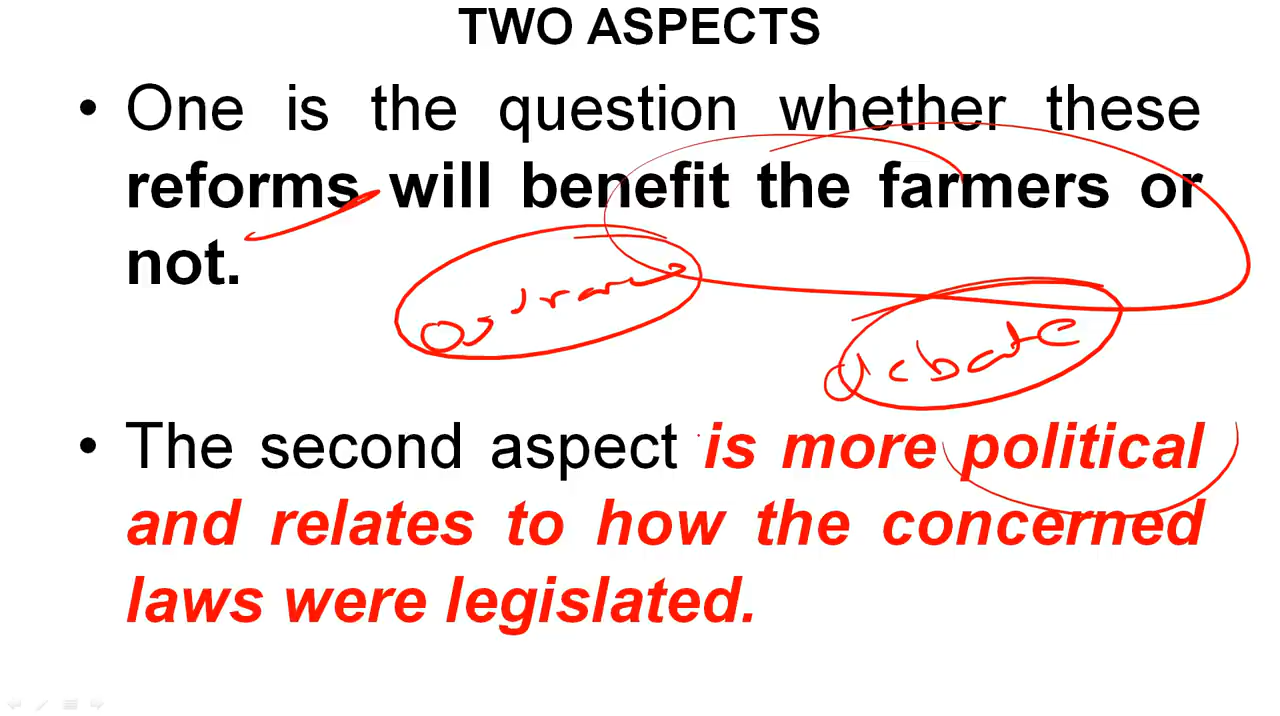 TWO ASPECTS
• One is the question whether these
reforms will benefit the farmers or
not.
debate
• The second aspect is more political
and relates to how the concerned
laws were legislated.